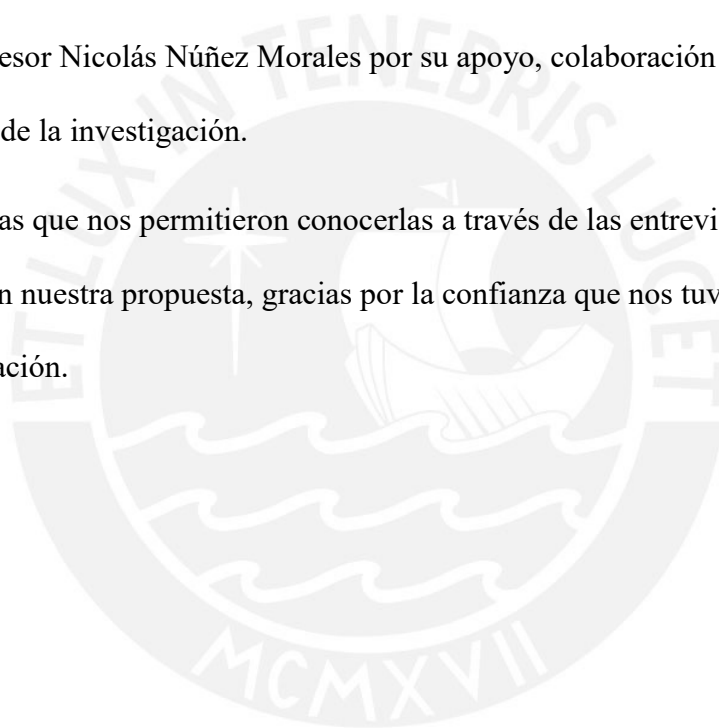 esor Nicolás Núñez Morales por su apoyo, colaboración
de la investigación.
as que nos permitieron conocerlas a través de las entrevi
n nuestra propuesta, gracias por la confianza que nos tuv
ación.
ET LUX IN TENEBRIS LUCET
MCMXVII